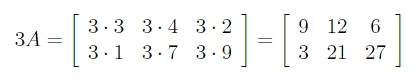 3A = [ 3 · 3 3 · 4 3 · 2 ] = [ 9 12 6 ]
[ 3 · 1 3 · 7 3 · 9 ] [ 3 21 27 ]